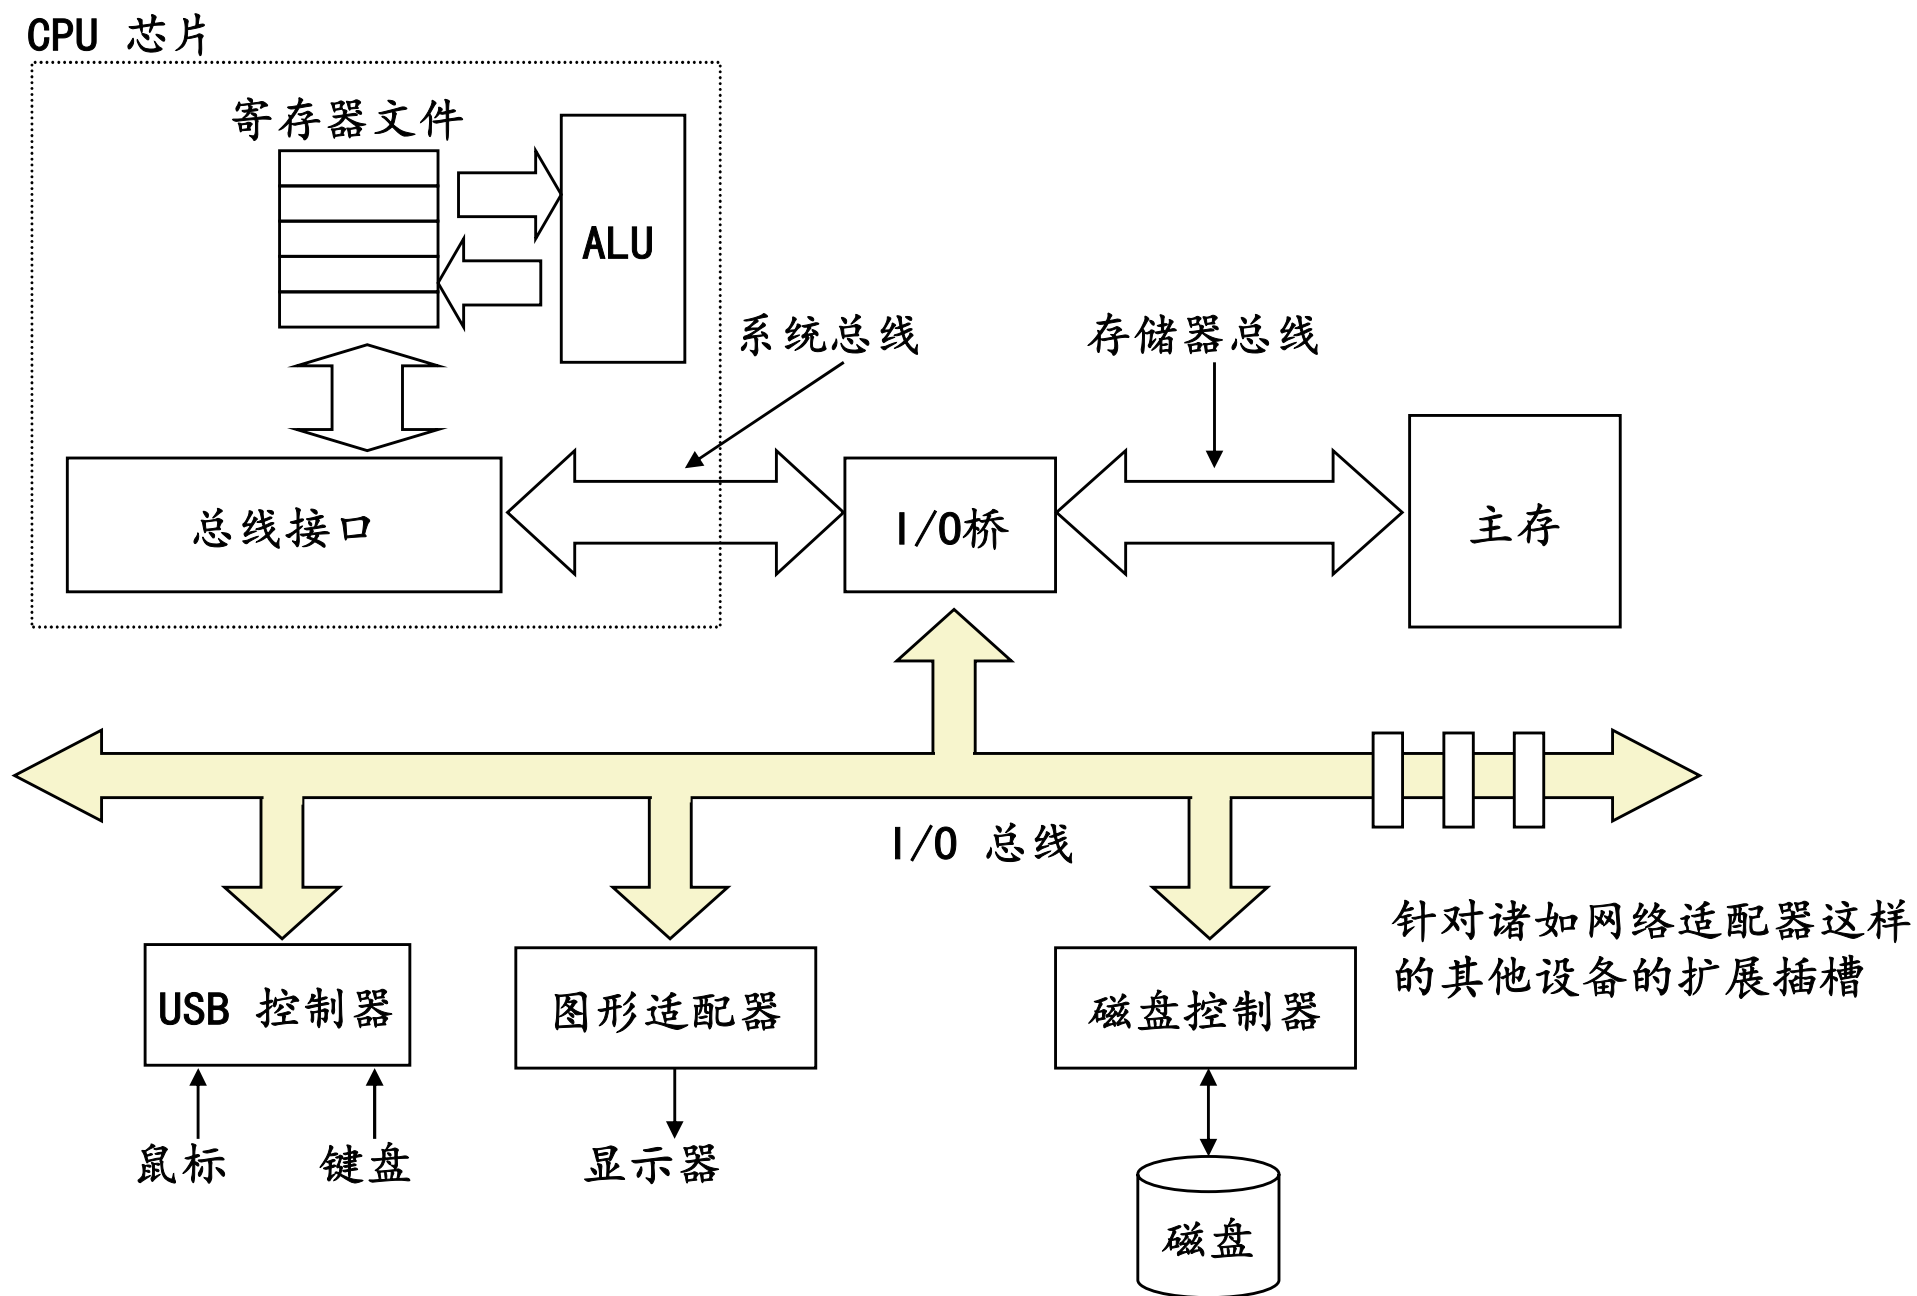 CPU 芯片
寄存器文件
ALU
系统总线
存储器总线
总线接口
I/O桥
主存
I/O 总线
针对诸如网络适配器这样
的其他设备的扩展插槽
USB 控制器
图形适配器
磁盘控制器
鼠标
键盘
显示器
磁盘